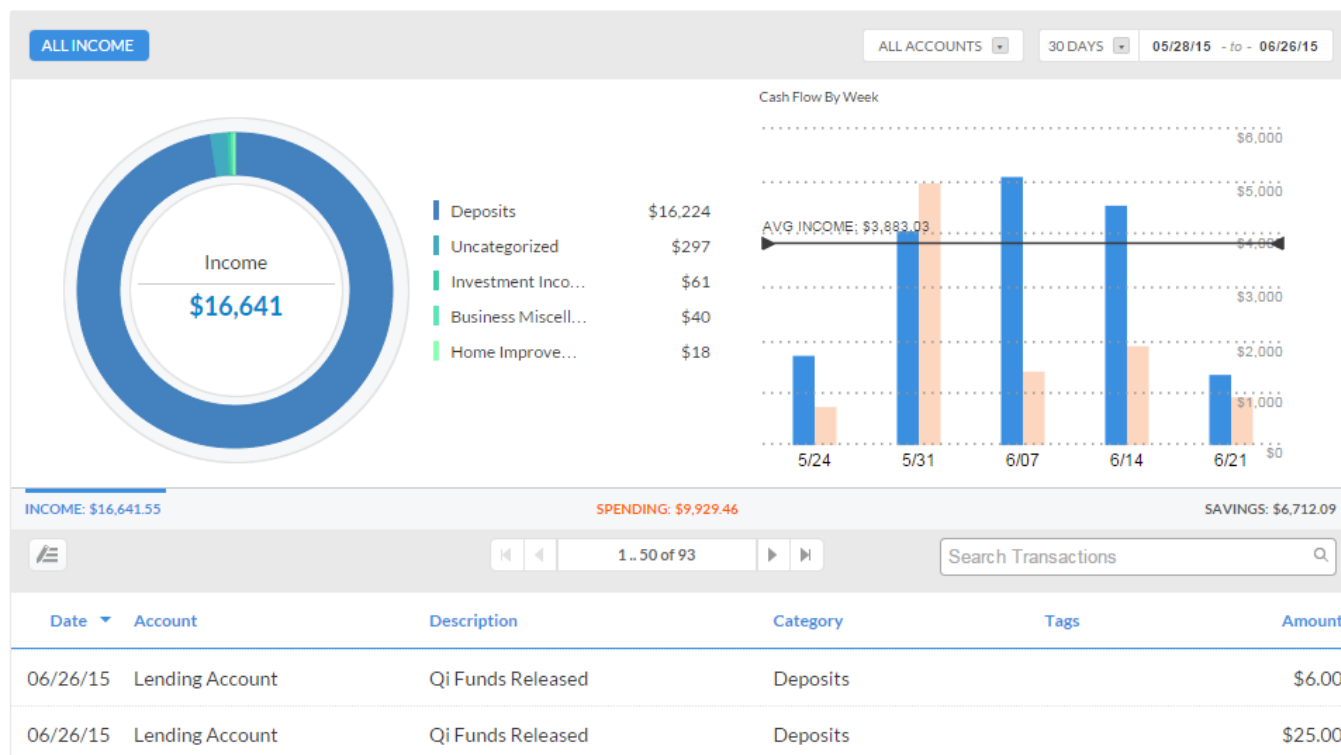 ALL INCOME
ALL ACCOUNTS
30 DAYS
05/28/15 - to - 06/26/15
Cash Flow By Week
$6,000
$5,000
AVG INCOME: $3,883.03
$4,000
$3,000
$2,000
$1,000
$0
5/24 5/31 6/07 6/14 6/21
Income
$16,641
Deposits $16,224
Uncategorized $297
Investment Inco... $61
Business Miscell... $40
Home Improve... $18
INCOME: $16,641.55 SPENDING: $9,929.46 SAVINGS: $6,712.09
1 .. 50 of 93
Search Transactions
Date Account Description Category Tags Amount
06/26/15 Lending Account Qi Funds Released Deposits $6.00
06/26/15 Lending Account Qi Funds Released Deposits $25.00